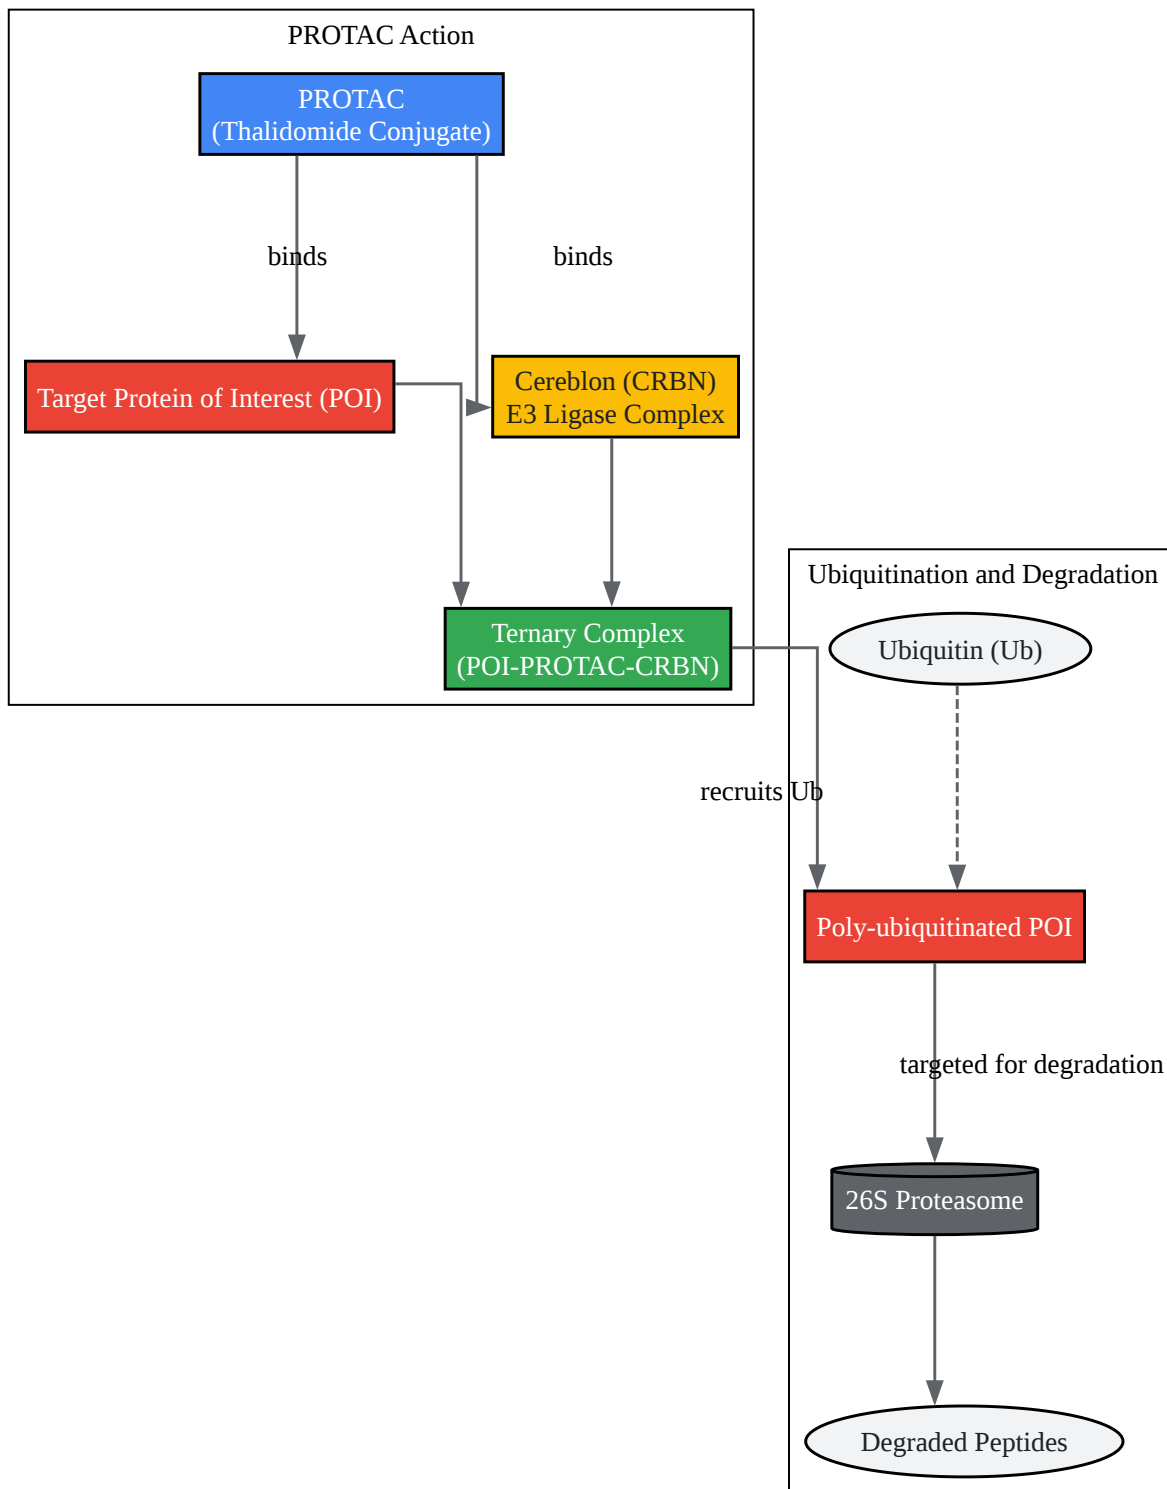 PROTAC Action
PROTAC
(Thalidomide Conjugate)
binds
binds
Target Protein of Interest (POI)
Cereblon (CRBN)
E3 Ligase Complex
Ternary Complex
(POI-PROTAC-CRBN)
Ubiquitination and Degradation
Ubiquitin (Ub)
recruits Ub
Poly-ubiquitinated POI
targeted for degradation
26S Proteasome
Degraded Peptides